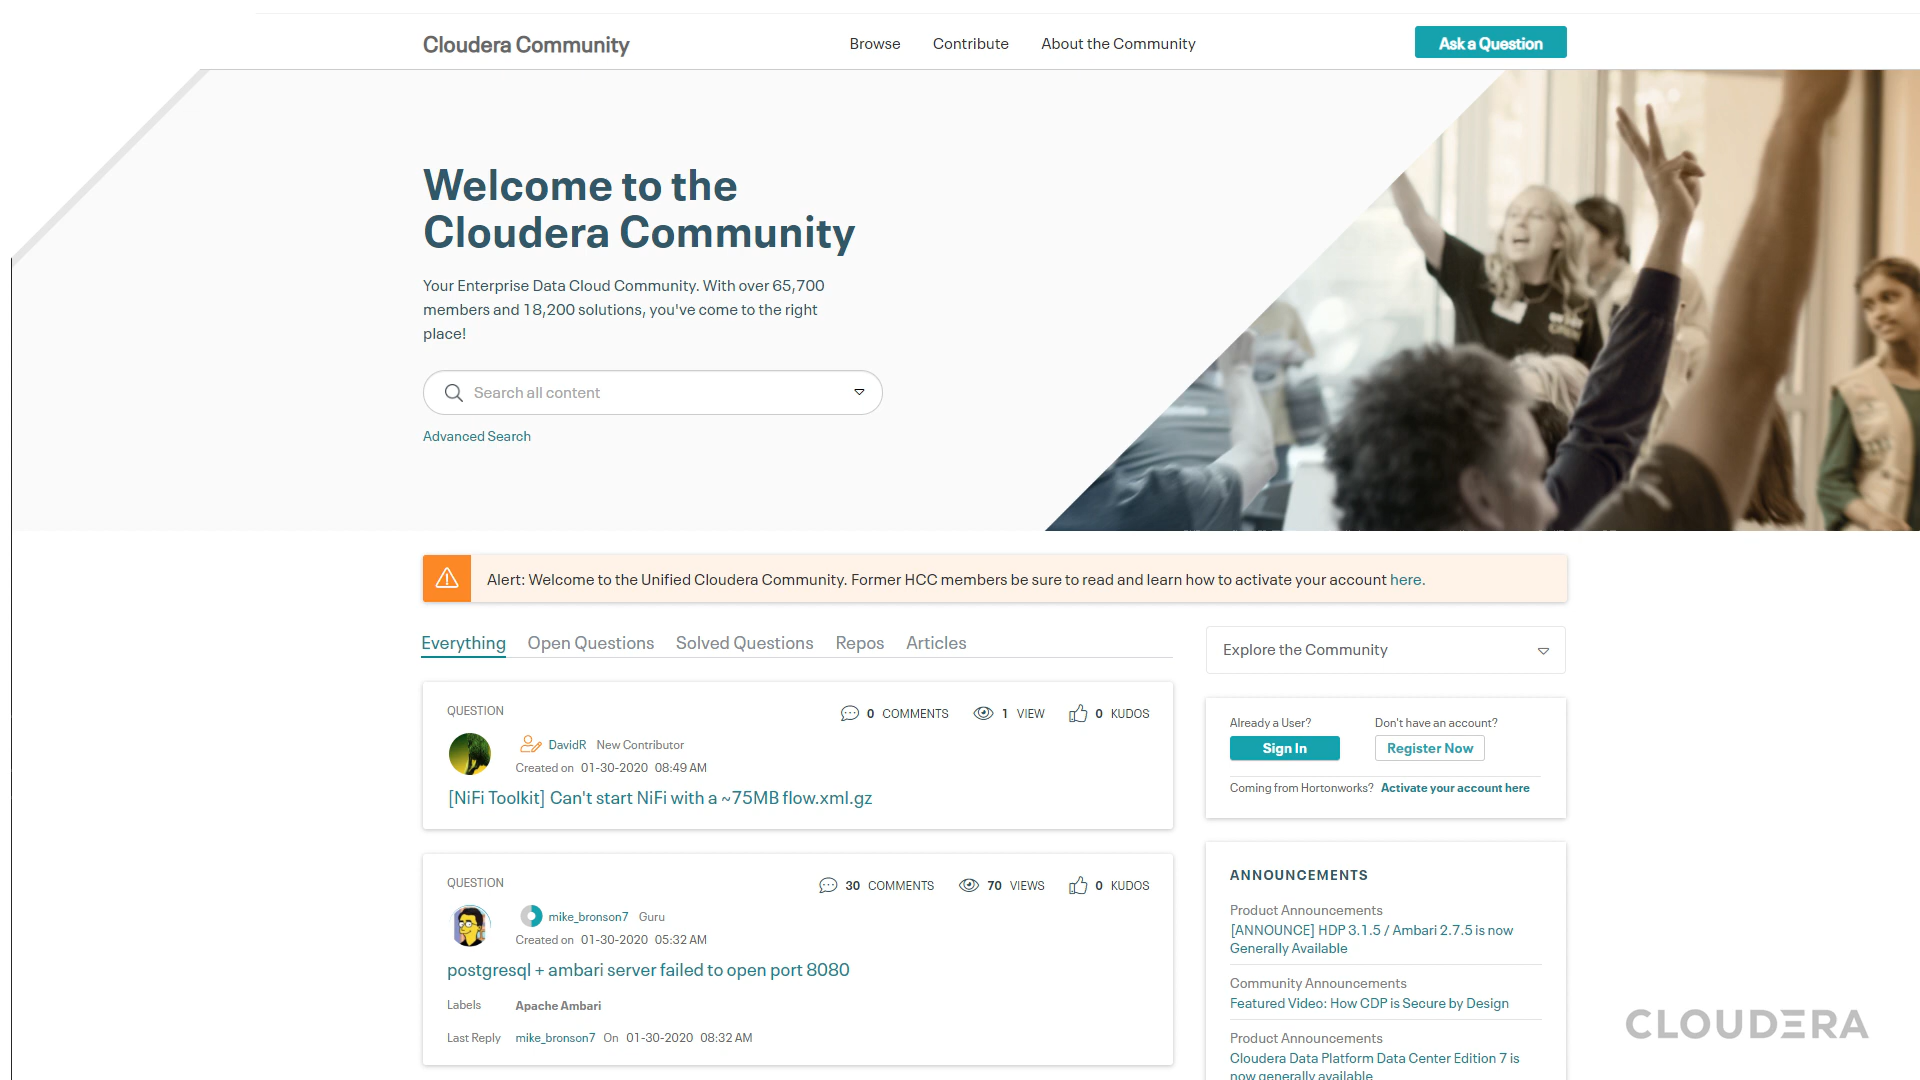 Cloudera Community
Browse
Contribute
About the Community
Ask a Question
Welcome to the
Cloudera Community
Your Enterprise Data Cloud Community. With over 65,700
members and 18,200 solutions, you've come to the right
place!
Search all content
Advanced Search
Alert: Welcome to the Unified Cloudera Community. Former HCC members be sure to read and learn how to activate your account here.
Everything
Open Questions
Solved Questions
Repos
Articles
QUESTION
0 COMMENTS
1 VIEW
0 KUDOS
DavidR New Contributor
Created on 01-30-2020 08:49 AM
[NiFi Toolkit] Can't start NiFi with a ~75MB flow.xml.gz
QUESTION
30 COMMENTS
70 VIEWS
0 KUDOS
mike_bronson7 Guru
Created on 01-30-2020 05:32 AM
postgresql + ambari server failed to open port 8080
Labels Apache Ambari
Last Reply mike_bronson7 On 01-30-2020 08:32 AM
Explore the Community
Already a User?
Don't have an account?
Sign In
Register Now
Coming from Hortonworks? Activate your account here
ANNOUNCEMENTS
Product Announcements
[ANNOUNCE] HDP 3.1.5 / Ambari 2.7.5 is now
Generally Available
Community Announcements
Featured Video: How CDP is Secure by Design
Product Announcements
Cloudera Data Platform Data Center Edition 7 is
now generally available
CLOUDERA